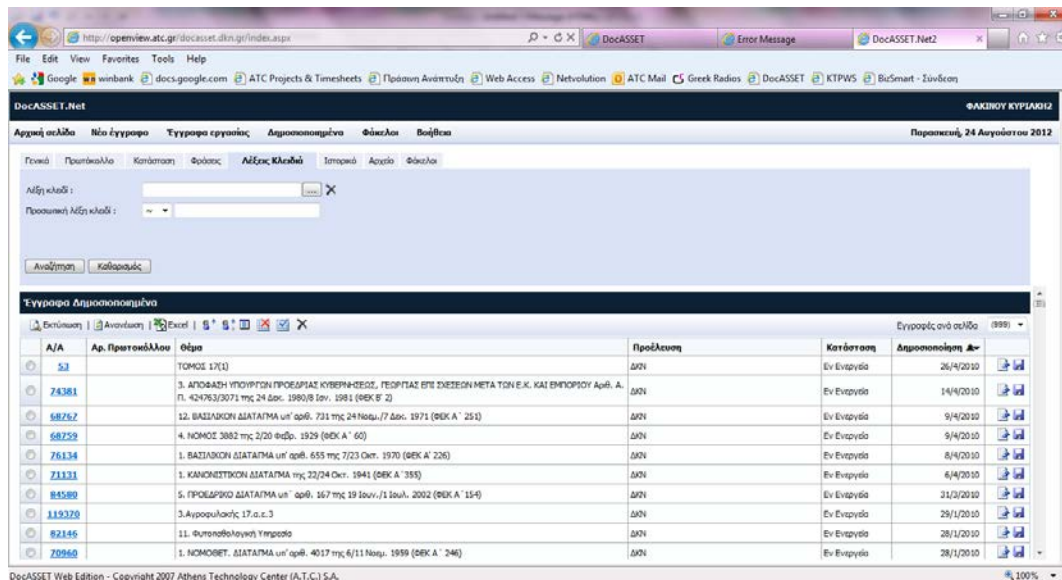 http://openview.atc.gr/docasset.dkn.gr/index.aspx DocASSET Error Message DocASSET.Net2
File Edit View Favorites Tools Help
Google winbank docs.google.com ATC Projects & Timesheets Πράσινη Ανάπτυξη Web Access Netvolution ATC Mail Greek Radios DocASSET KTPWS BizSmart - Σύνδεση
DocASSET.Net ΦΑΚΙΝΟΥ ΚΥΡΙΑΚΗ2
Αρχική σελίδα Νέο έγγραφο Έγγραφα εργασίας Δημοσιοποιημένα Φάκελοι Βοήθεια Παρασκευή, 24 Αυγούστου 2012
Γενικά Πρωτόκολλο Κατάσταση Φράσεις Λέξεις Κλειδιά Ιστορικό Αρχείο Φάκελοι
Λέξη κλειδί :
Προσωπική λέξη κλειδί : ~
Αναζήτηση Καθαρισμός
Έγγραφα Δημοσιοποιημένα
Εκτύπωση | Ανανέωση | Excel | Εγγραφές ανά σελίδα (999)
Α/Α Αρ. Πρωτοκόλλου Θέμα Προέλευση Κατάσταση Δημοσιοποίηση
53 ΤΟΜΟΣ 17(1) ΔΚΝ Εν Ενεργεία 26/4/2010
74381 3. ΑΠΟΦΑΣΗ ΥΠΟΥΡΓΩΝ ΠΡΟΕΔΡΙΑΣ ΚΥΒΕΡΝΗΣΕΩΣ, ΓΕΩΡΓΙΑΣ ΕΠΙ ΣΧΕΣΕΩΝ ΜΕΤΑ ΤΩΝ Ε.Κ. ΚΑΙ ΕΜΠΟΡΙΟΥ Αριθ. Α. Π. 424763/3071 της 24 Δεκ. 1980/8 Ιαν. 1981 (ΦΕΚ Β' 2) ΔΚΝ Εν Ενεργεία 14/4/2010
68767 12. ΒΑΣΙΛΙΚΟΝ ΔΙΑΤΑΓΜΑ υπ' αριθ. 731 της 24 Νοεμ./7 Δεκ. 1971 (ΦΕΚ Α΄ 251) ΔΚΝ Εν Ενεργεία 9/4/2010
68759 4. ΝΟΜΟΣ 3882 της 2/20 Φεβρ. 1929 (ΦΕΚ Α΄ 60) ΔΚΝ Εν Ενεργεία 9/4/2010
76134 1. ΒΑΣΙΛΙΚΟΝ ΔΙΑΤΑΓΜΑ υπ' αριθ. 655 της 7/23 Οκτ. 1970 (ΦΕΚ Α' 226) ΔΚΝ Εν Ενεργεία 8/4/2010
71131 1. ΚΑΝΟΝΙΣΤΙΚΟΝ ΔΙΑΤΑΓΜΑ της 22/24 Οκτ. 1941 (ΦΕΚ Α΄355) ΔΚΝ Εν Ενεργεία 6/4/2010
84580 5. ΠΡΟΕΔΡΙΚΟ ΔΙΑΤΑΓΜΑ υπ΄ αριθ. 167 της 19 Ιουν./1 Ιουλ. 2002 (ΦΕΚ Α΄154) ΔΚΝ Εν Ενεργεία 31/3/2010
119370 3.Αγροφυλακής 17.α.ε.3 ΔΚΝ Εν Ενεργεία 29/1/2010
82146 11. Φυτοπαθολογική Υπηρεσία ΔΚΝ Εν Ενεργεία 28/1/2010
70960 1. ΝΟΜΟΘΕΤ. ΔΙΑΤΑΓΜΑ υπ' αριθ. 4017 της 6/11 Νοεμ. 1959 (ΦΕΚ Α΄ 246) ΔΚΝ Εν Ενεργεία 28/1/2010
DocASSET Web Edition - Copyright 2007 Athens Technology Center (A.T.C.) S.A. 100%